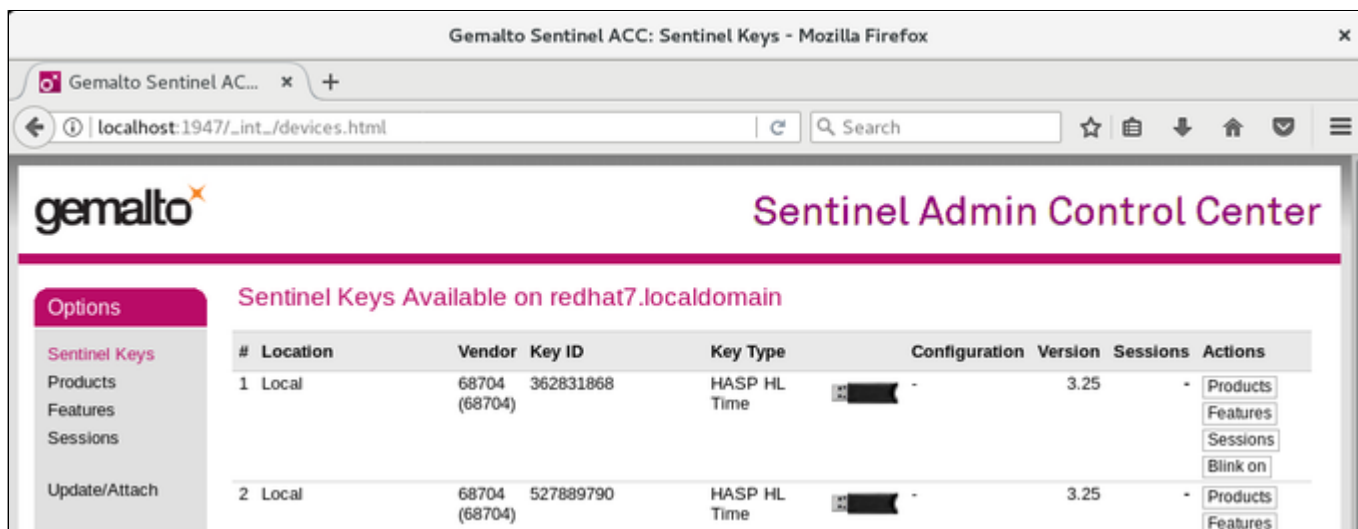 Gemalto Sentinel ACC: Sentinel Keys - Mozilla Firefox
Gemalto Sentinel AC...
localhost:1947/_int_/devices.html
Search
gemalto
Sentinel Admin Control Center
Options
Sentinel Keys
Products
Features
Sessions
Update/Attach
Sentinel Keys Available on redhat7.localdomain
# Location Vendor Key ID Key Type Configuration Version Sessions Actions
1 Local 68704 362831868 HASP HL - 3.25 - Products
(68704) Time Features
Sessions
Blink on
2 Local 68704 527889790 HASP HL - 3.25 - Products
(68704) Time Features